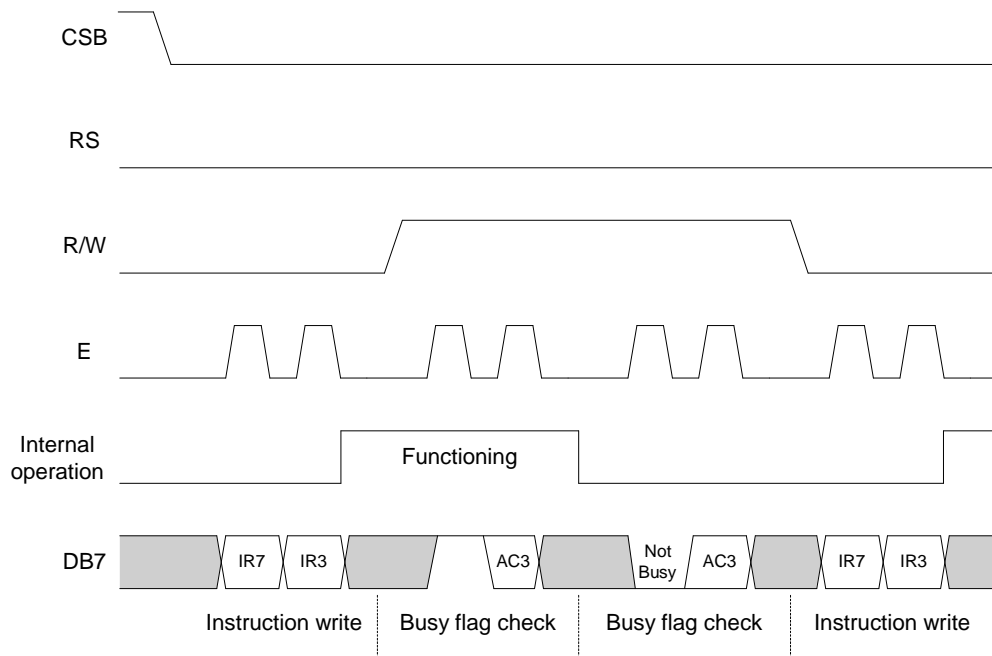 CSB
RS
R/W
E
Internal
operation
Functioning
DB7
IR7 IR3 AC3 Not Busy AC3 IR7 IR3
Instruction write Busy flag check Busy flag check Instruction write